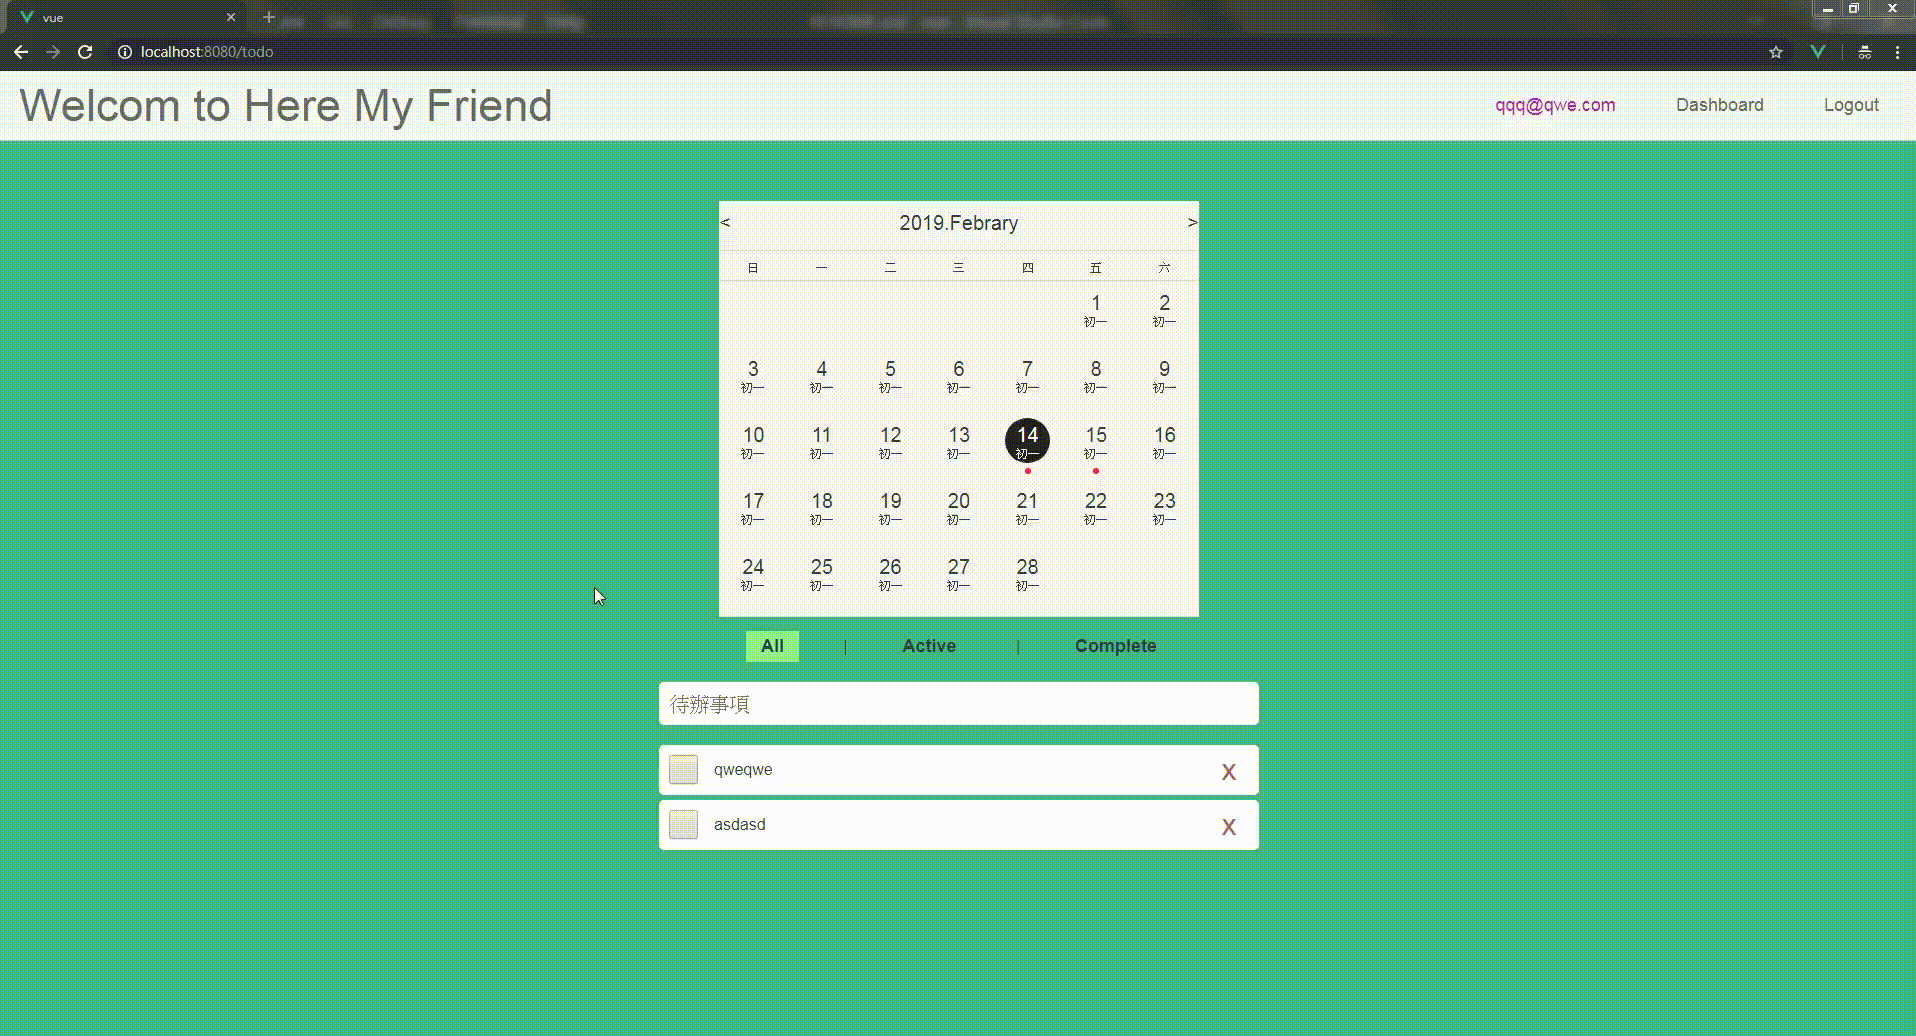 vue
localhost:8080/todo
Welcom to Here My Friend
qqq@qwe.com Dashboard Logout
< 2019.Febrary >
日 一 二 三 四 五 六
1 2
初一 初一
3 4 5 6 7 8 9
初一 初一 初一 初一 初一 初一 初一
10 11 12 13 14 15 16
初一 初一 初一 初一 初一 初一 初一
17 18 19 20 21 22 23
初一 初一 初一 初一 初一 初一 初一
24 25 26 27 28
初一 初一 初一 初一 初一
All | Active | Complete
待辦事項
qweqwe X
asdasd X